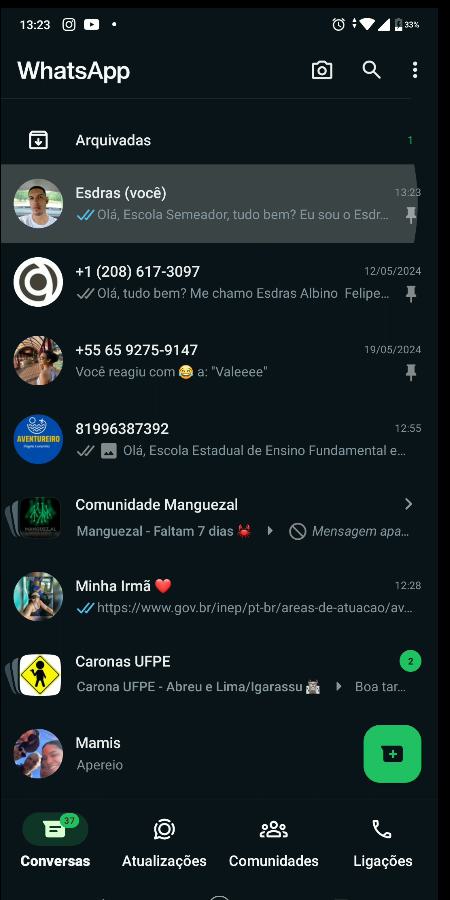 13:23
33%
WhatsApp
Arquivadas 1
Esdras (você) 13:23
Olá, Escola Semeador, tudo bem? Eu sou o Esdr...
+1 (208) 617-3097 12/05/2024
Olá, tudo bem? Me chamo Esdras Albino Felipe...
+55 65 9275-9147 19/05/2024
Você reagiu com 😂 a: "Valeeee"
81996387392 12:55
AVENTUREIRO
Olá, Escola Estadual de Ensino Fundamental e...
Comunidade Manguezal
MANGUEZAL
Manguezal - Faltam 7 dias 🦀 Mensagem apa...
Minha Irmã ❤️ 12:28
https://www.gov.br/inep/pt-br/areas-de-atuacao/av...
Caronas UFPE 2
Carona UFPE - Abreu e Lima/Igarassu Boa tar...
Mamis
Apereio
37
Conversas Atualizações Comunidades Ligações